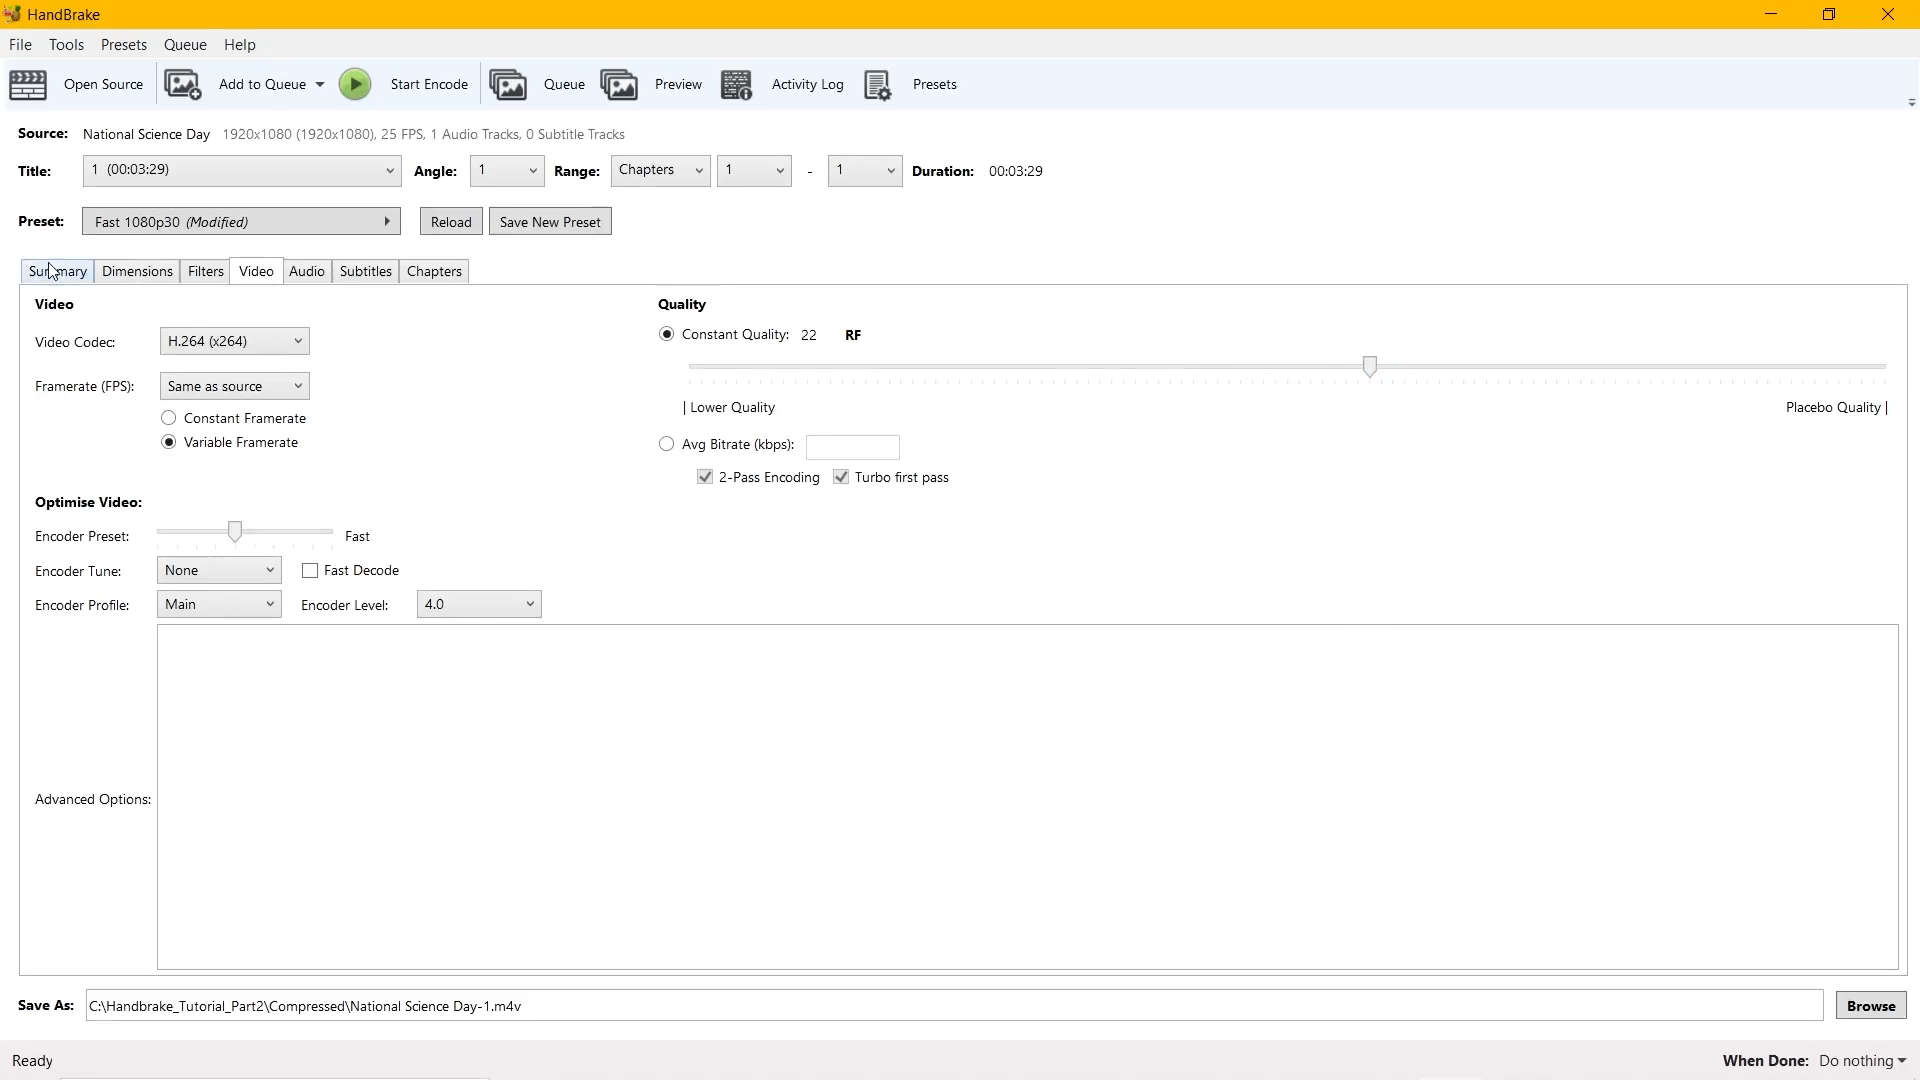 HandBrake
File Tools Presets Queue Help
Open Source Add to Queue Start Encode Queue Preview Activity Log Presets
Source: National Science Day 1920x1080 (1920x1080), 25 FPS, 1 Audio Tracks, 0 Subtitle Tracks
Title: 1 (00:03:29) Angle: 1 Range: Chapters 1 - 1 Duration: 00:03:29
Preset: Fast 1080p30 (Modified) Reload Save New Preset
Summary Dimensions Filters Video Audio Subtitles Chapters
Video Quality
Video Codec: H.264 (x264) Constant Quality: 22 RF
Framerate (FPS): Same as source | Lower Quality Placebo Quality |
Constant Framerate
Variable Framerate Avg Bitrate (kbps):
2-Pass Encoding Turbo first pass
Optimise Video:
Encoder Preset: Fast
Encoder Tune: None Fast Decode
Encoder Profile: Main Encoder Level: 4.0
Advanced Options:
Save As: C:\Handbrake_Tutorial_Part2\Compressed\National Science Day-1.m4v Browse
Ready When Done: Do nothing